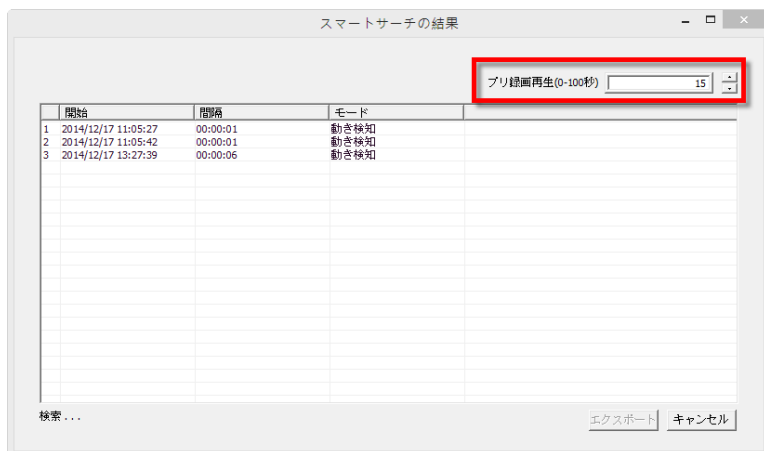 スマートサーチの結果
プリ録画再生(0-100秒) 15
開始 間隔 モード
1 2014/12/17 11:05:27 00:00:01 動き検知
2 2014/12/17 11:05:42 00:00:01 動き検知
3 2014/12/17 13:27:39 00:00:06 動き検知
検索 . . . エクスポート キャンセル